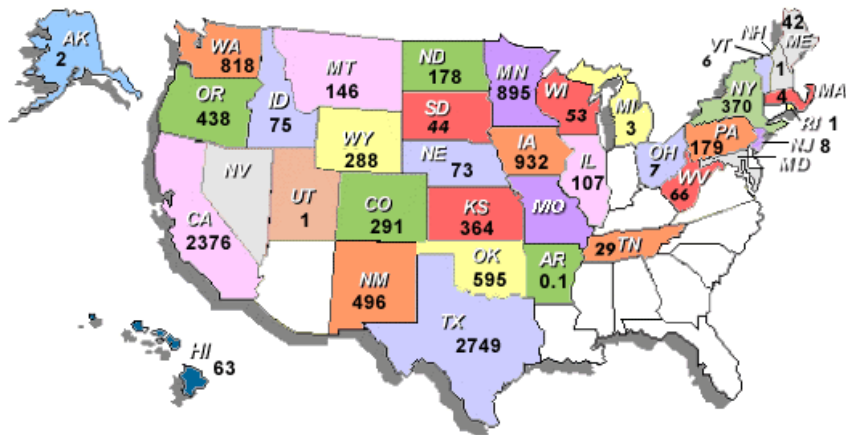 AK
2
WA
818
OR
438
ID
75
MT
146
ND
178
SD
44
MN
895
WI
53
MI
3
WY
288
NE
73
IA
932
IL
107
OH
7
NV
UT
1
CO
291
KS
364
MO
CA
2376
NM
496
OK
595
AR
0.1
TX
2749
29 TN
HI
63
VT
6
NH
1
42
ME
NY
370
4
MA
RI 1
PA
179
NJ 8
MD
WV
66